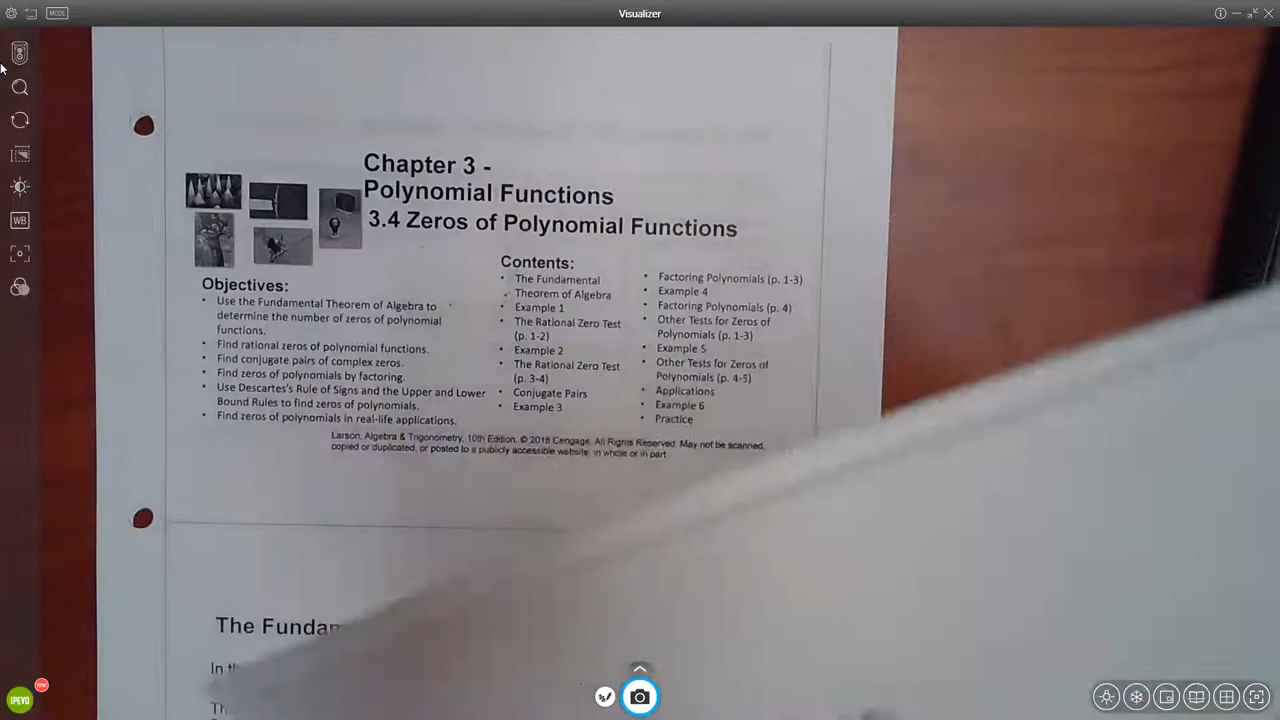 MODE
Visualizer
WB
Chapter 3 -
Polynomial Functions
3.4 Zeros of Polynomial Functions
Objectives:
• Use the Fundamental Theorem of Algebra to
determine the number of zeros of polynomial
functions.
• Find rational zeros of polynomial functions.
• Find conjugate pairs of complex zeros.
• Find zeros of polynomials by factoring.
• Use Descartes's Rule of Signs and the Upper and Lower
Bound Rules to find zeros of polynomials.
• Find zeros of polynomials in real-life applications.
Contents:
• The Fundamental
Theorem of Algebra
• Example 1
• The Rational Zero Test
(p. 1-2)
• Example 2
• The Rational Zero Test
(p. 3-4)
• Conjugate Pairs
• Example 3
• Factoring Polynomials (p. 1-3)
• Example 4
• Factoring Polynomials (p. 4)
• Other Tests for Zeros of
Polynomials (p. 1-3)
• Example 5
• Other Tests for Zeros of
Polynomials (p. 4-5)
• Applications
• Example 6
• Practice
Larson, Algebra & Trigonometry, 10th Edition. © 2018 Cengage. All Rights Reserved. May not be scanned,
copied or duplicated, or posted to a publicly accessible website, in whole or in part.
The Fundam
In th
IPEVO